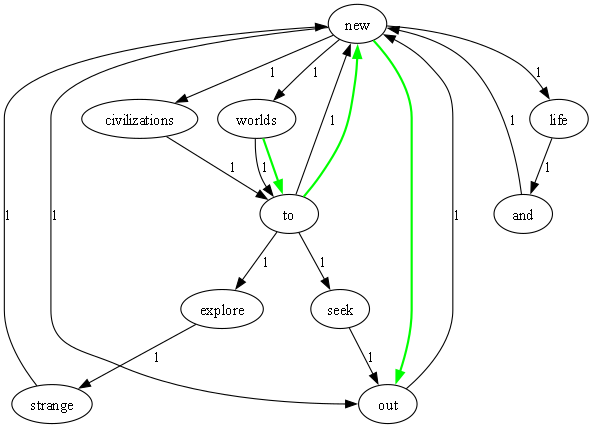 new
1 1 1
civilizations worlds 1 1 life
1 1 1
1 1 to 1 and
1 1
explore seek
1 1
strange out